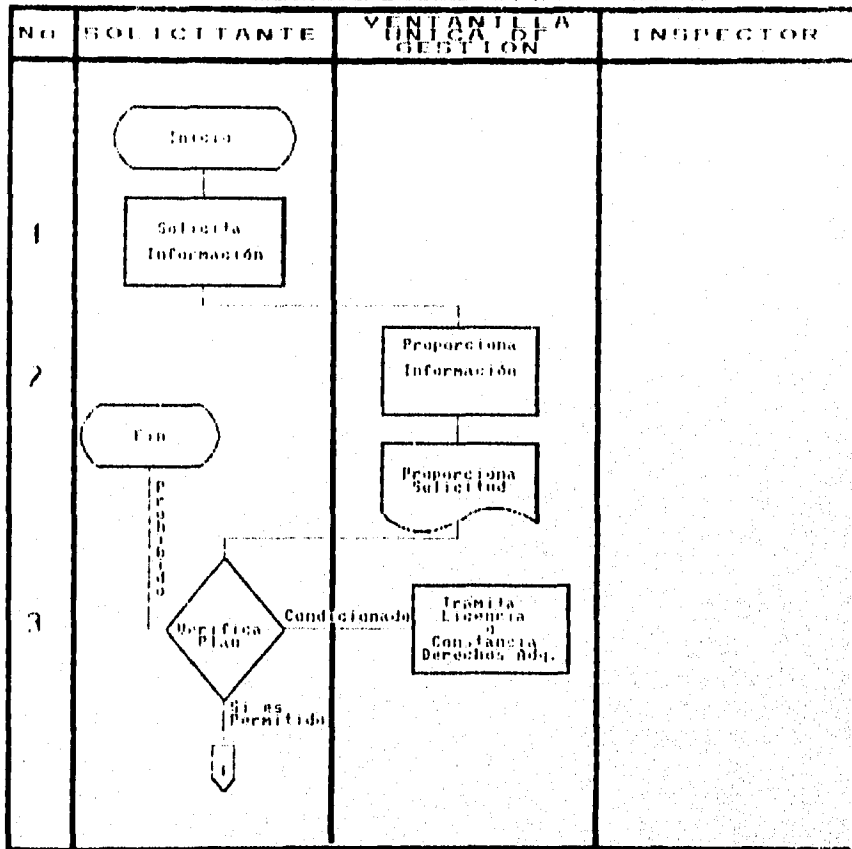 No
SOLICITANTE
VENTANILLA
UNICA DE
GESTION
INSPECTOR
Inicio
1
Solicita
Información
Proporciona
Información
2
Fin
Proporciona
Solicitud
Prohibido
3
Verifica
Plan
Condicionado
Tramita
Licencia
o
Constancia
Derechos Adq.
Si es
Permitido